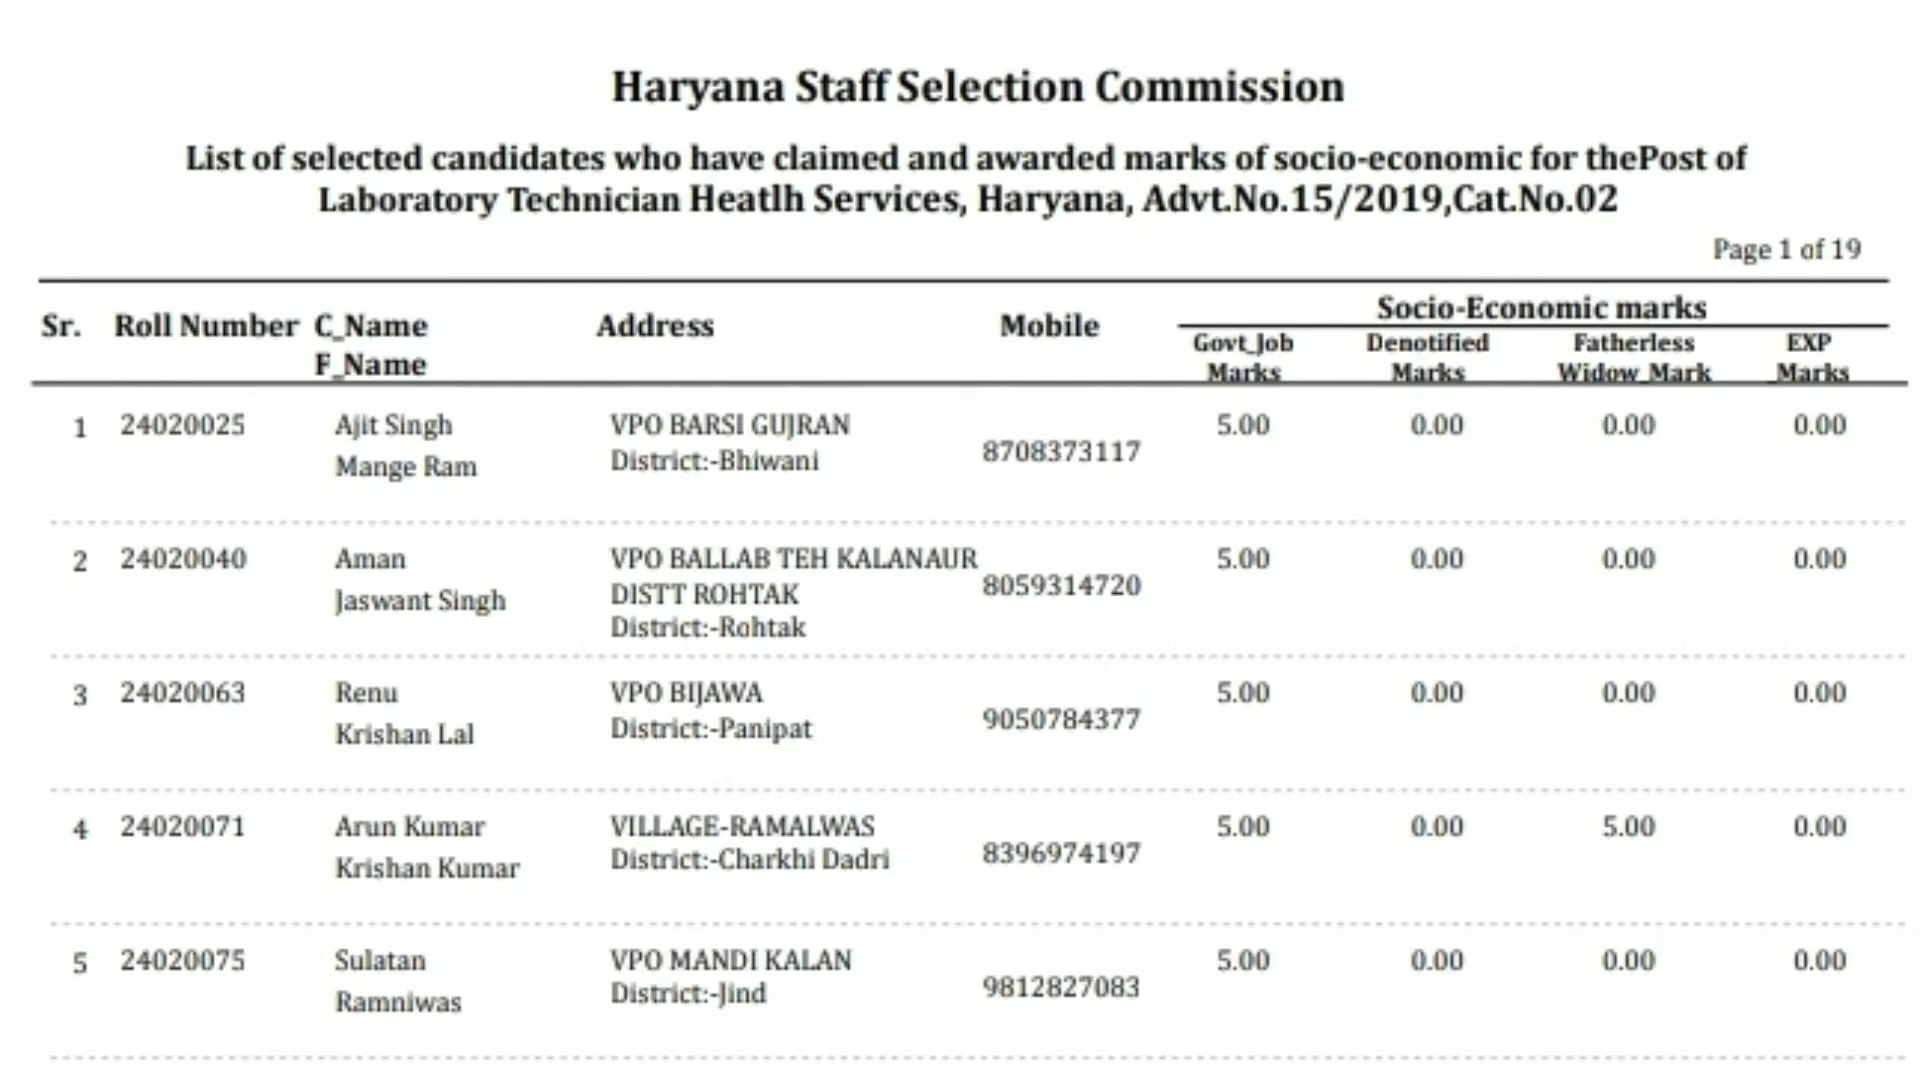 Haryana Staff Selection Commission
List of selected candidates who have claimed and awarded marks of socio-economic for thePost of
Laboratory Technician Heatlh Services, Haryana, Advt.No.15/2019,Cat.No.02
Page 1 of 19
Sr. Roll Number C_Name Address Mobile Socio-Economic marks
F_Name
Govt_Job Denotified Fatherless EXP
Marks Marks Widow_Mark _Marks
1 24020025 Ajit Singh VPO BARSI GUJRAN 8708373117 5.00 0.00 0.00 0.00
Mange Ram District:-Bhiwani
2 24020040 Aman VPO BALLAB TEH KALANAUR 8059314720 5.00 0.00 0.00 0.00
Jaswant Singh DISTT ROHTAK
District:-Rohtak
3 24020063 Renu VPO BIJAWA 9050784377 5.00 0.00 0.00 0.00
Krishan Lal District:-Panipat
4 24020071 Arun Kumar VILLAGE-RAMALWAS 8396974197 5.00 0.00 5.00 0.00
Krishan Kumar District:-Charkhi Dadri
5 24020075 Sulatan VPO MANDI KALAN 9812827083 5.00 0.00 0.00 0.00
Ramniwas District:-Jind